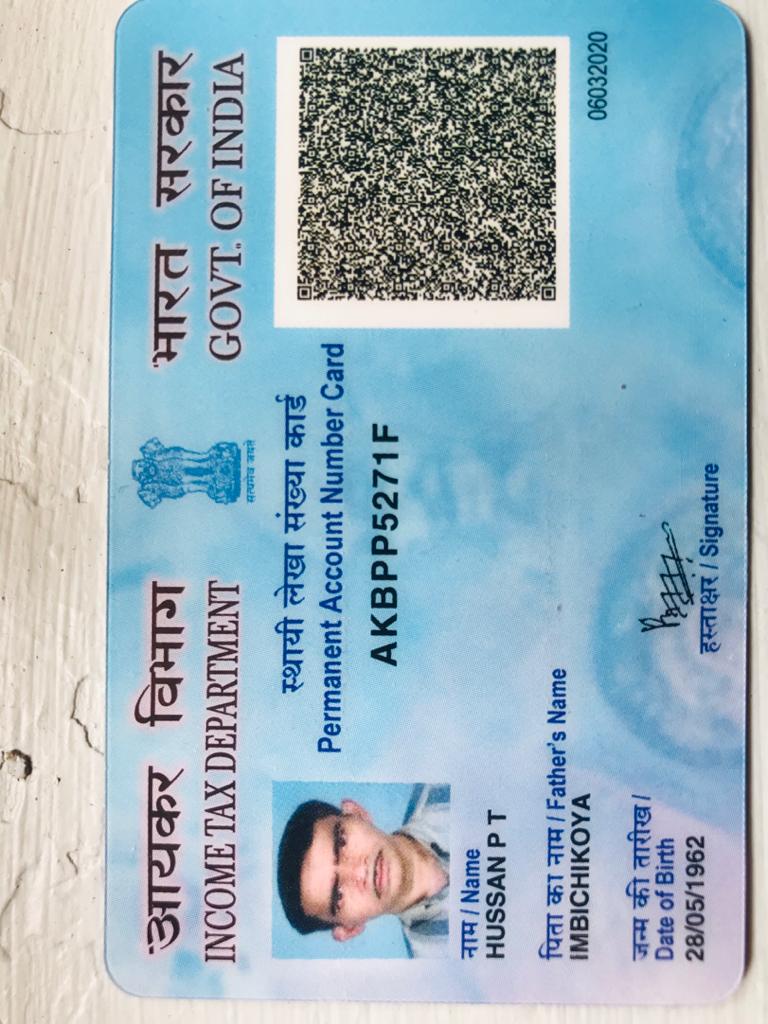 आयकर विभाग
INCOME TAX DEPARTMENT
सत्यमेव जयते
भारत सरकार
GOVT. OF INDIA
स्थायी लेखा संख्या कार्ड
Permanent Account Number Card
AKBPP5271F
नाम / Name
HUSSAN P T
पिता का नाम / Father's Name
IMBICHIKOYA
जन्म की तारीख /
Date of Birth
28/05/1962
हस्ताक्षर / Signature
06032020